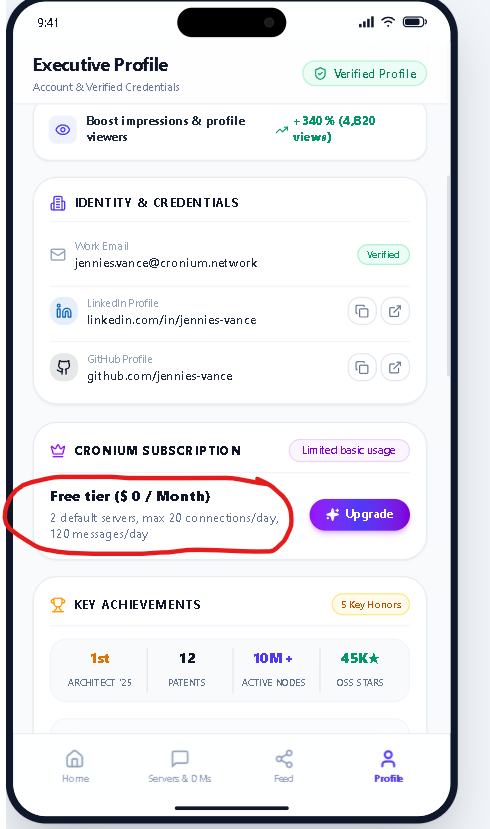 9:41
Executive Profile
Account & Verified Credentials
Verified Profile
Boost impressions & profile
viewers
+340% (4,820
views)
IDENTITY & CREDENTIALS
Work Email
jennies.vance@cronium.network
Verified
LinkedIn Profile
linkedin.com/in/jennies-vance
GitHub Profile
github.com/jennies-vance
CRONIUM SUBSCRIPTION
Limited basic usage
Free tier ($ 0 / Month)
2 default servers, max 20 connections/day,
120 messages/day
Upgrade
KEY ACHIEVEMENTS
5 Key Honors
1st
ARCHITECT '25
12
PATENTS
10M+
ACTIVE NODES
45K★
OSS STARS
Home
Servers & DMs
Feed
Profile